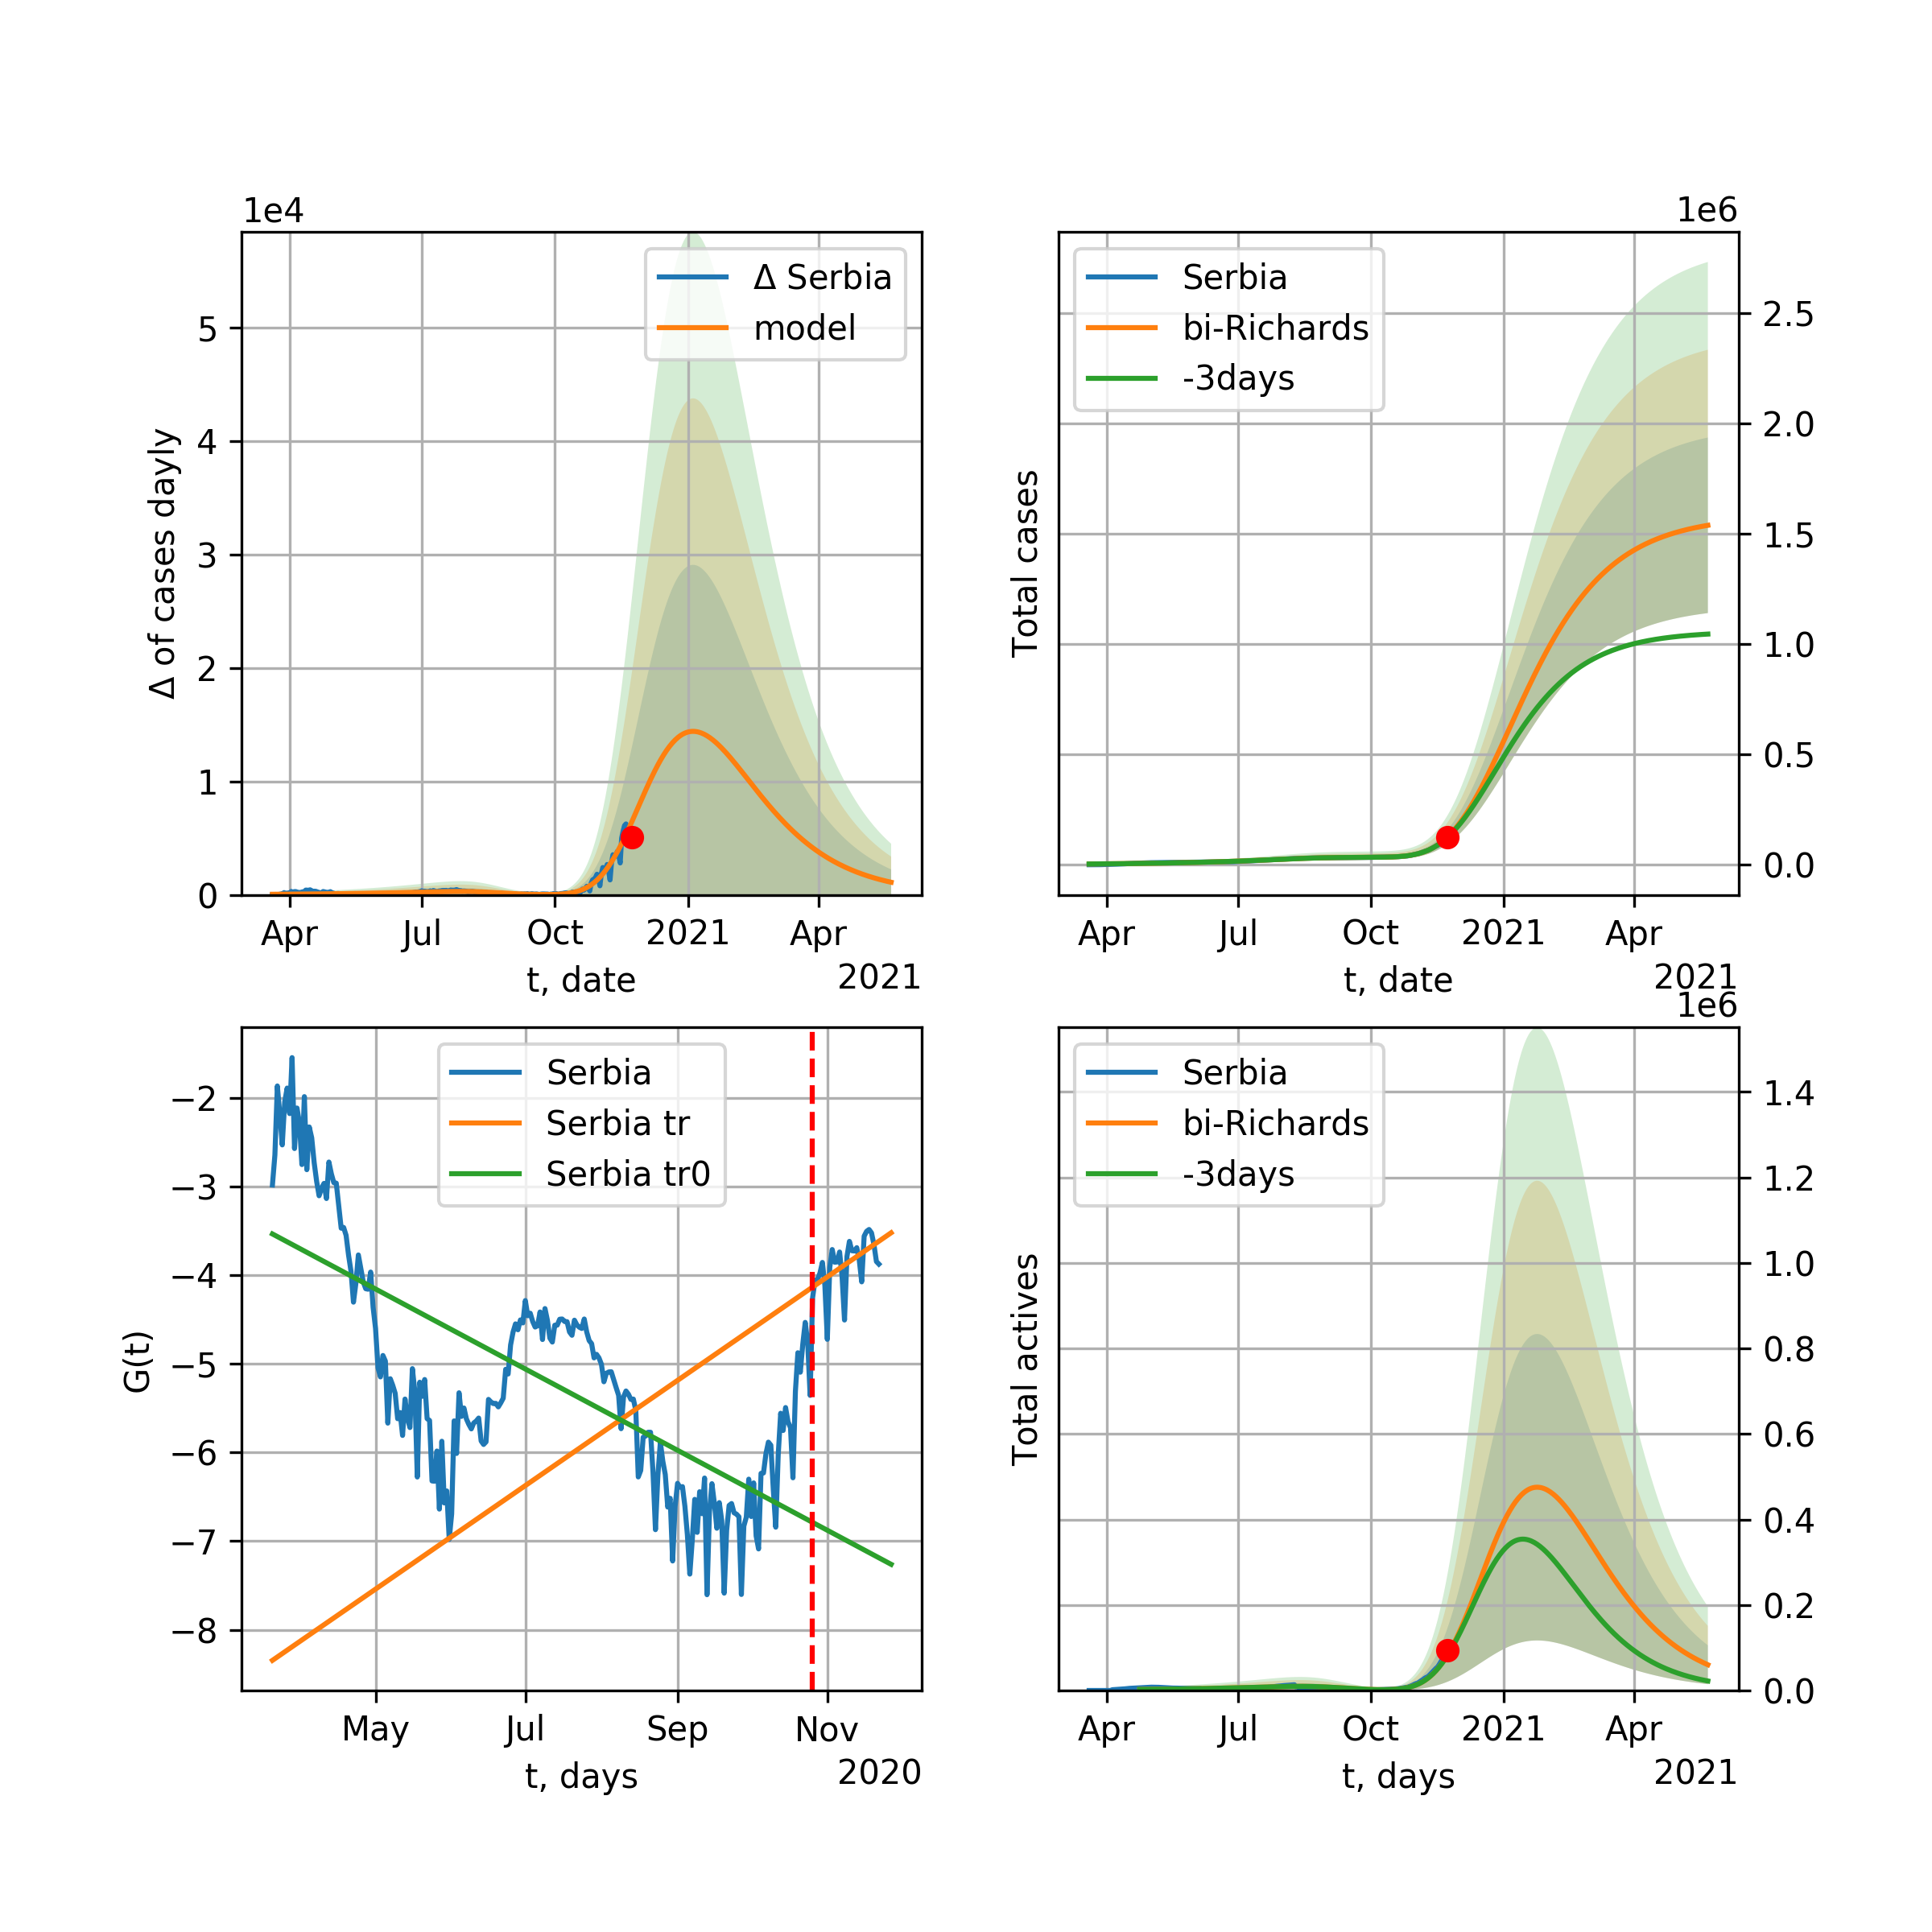 1e4
Δ Serbia
model
5
4
3
2
1
0
Δ of cases dayly
Apr
Jul
Oct
2021
Apr
t, date
2021
1e6
Serbia
bi-Richards
-3days
2.5
2.0
1.5
1.0
0.5
0.0
Total cases
Apr
Jul
Oct
2021
Apr
t, date
2021
Serbia
Serbia tr
Serbia tr0
−2
−3
−4
−5
−6
−7
−8
G(t)
May
Jul
Sep
Nov
t, days
2020
1e6
Serbia
bi-Richards
-3days
1.4
1.2
1.0
0.8
0.6
0.4
0.2
0.0
Total actives
Apr
Jul
Oct
2021
Apr
t, days
2021